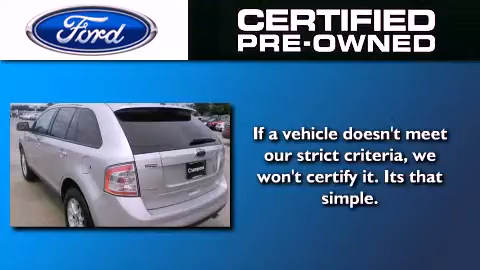 Ford
CERTIFIED
PRE-OWNED
If a vehicle doesn't meet
our strict criteria, we
won't certify it. Its that
simple.